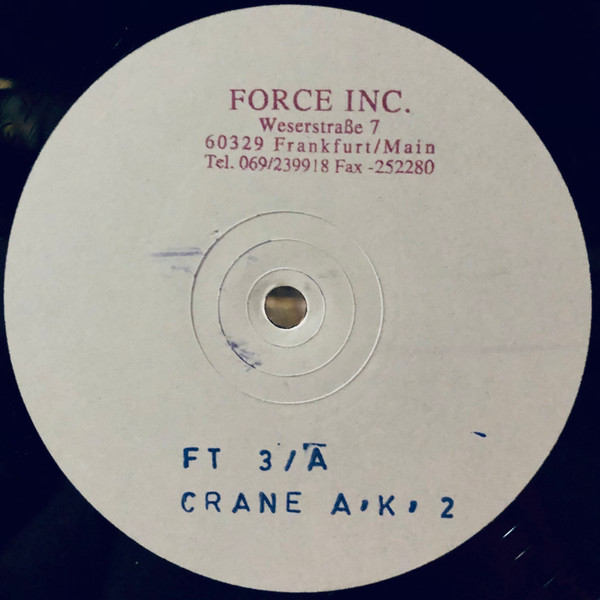 FORCE INC.
Weserstraße 7
60329 Frankfurt/Main
Tel. 069/239918 Fax -252280
FT 3/A
CRANE A.K. 2